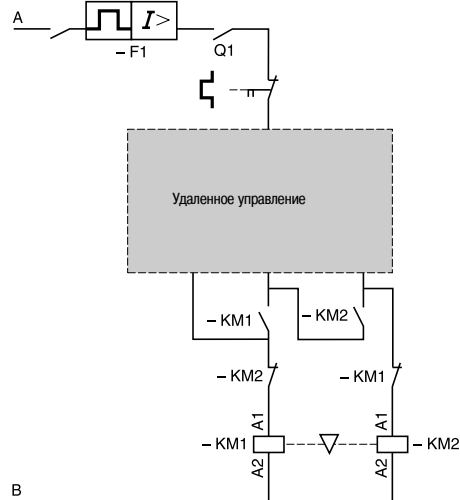 A
I>
– F1
Q1
Удаленное управление
– KM1
– KM2
– KM2
– KM1
A1
A1
– KM1
– KM2
A2
A2
B